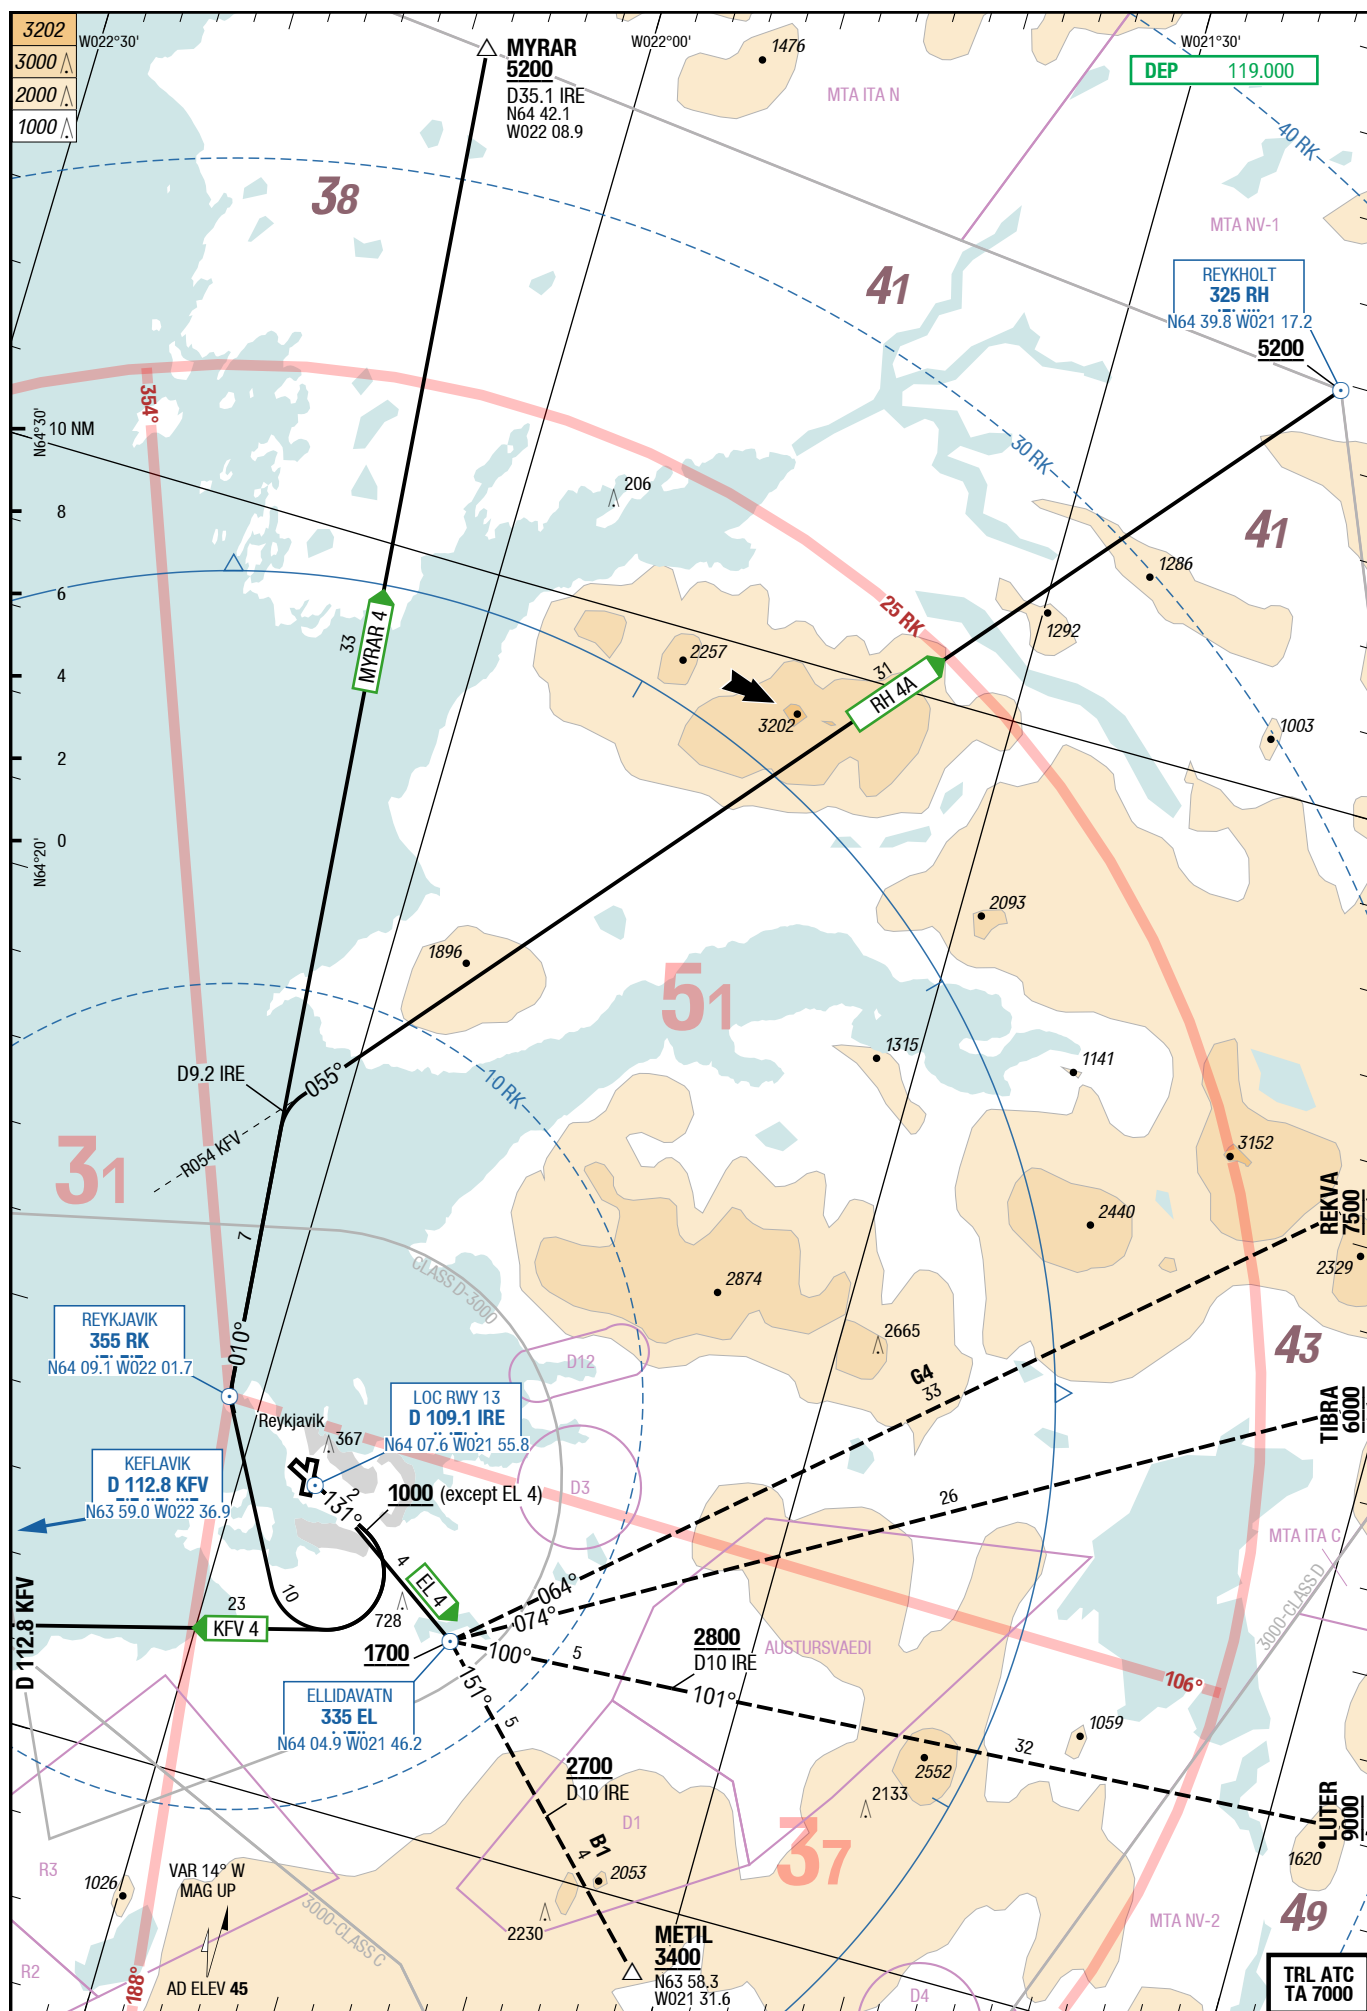 3202
3000
2000
1000
W022°30'
MYRAR
5200
D35.1 IRE
N64 42.1
W022 08.9
W022°00'
1476
MTA ITA N
W021°30'
DEP 119.000
40 RK
MTA NV-1
38
41
REYKHOLT
325 RH
N64 39.8 W021 17.2
5200
354°
N64°30'
10 NM
8
6
4
2
0
N64°20'
30 RK
206
41
1286
1292
25 RK
33
MYRAR 4
2257
3202
31
RH 4A
1003
2093
1896
51
1315
1141
D9.2 IRE
055°
R054 KFV
10 RK
31
3152
REKVA
7500
2440
2329
7
CLASS D-3000
2874
2665
43
REYKJAVIK
355 RK
N64 09.1 W022 01.7
010°
D12
G4
33
TIBRA
6000
Reykjavik
367
LOC RWY 13
D 109.1 IRE
N64 07.6 W021 55.8
KEFLAVIK
D 112.8 KFV
N63 59.0 W022 36.9
D3
2
131°
1000 (except EL 4)
26
MTA ITA C
3000-CLASS D
D 112.8 KFV
23
KFV 4
10
4
EL 4
728
064°
074°
100°
5
1700
2800
D10 IRE
AUSTURSVAEDI
101°
106°
151°
5
ELLIDAVATN
335 EL
N64 04.9 W021 46.2
1059
32
2552
2133
2700
D10 IRE
D1
LUITER
9000
1620
37
B1
4
2053
2230
R3
1026
VAR 14° W
MAG UP
3000-CLASS C
METIL
3400
N63 58.3
W021 31.6
MTA NV-2
49
R2
188°
AD ELEV 45
D4
TRL ATC
TA 7000